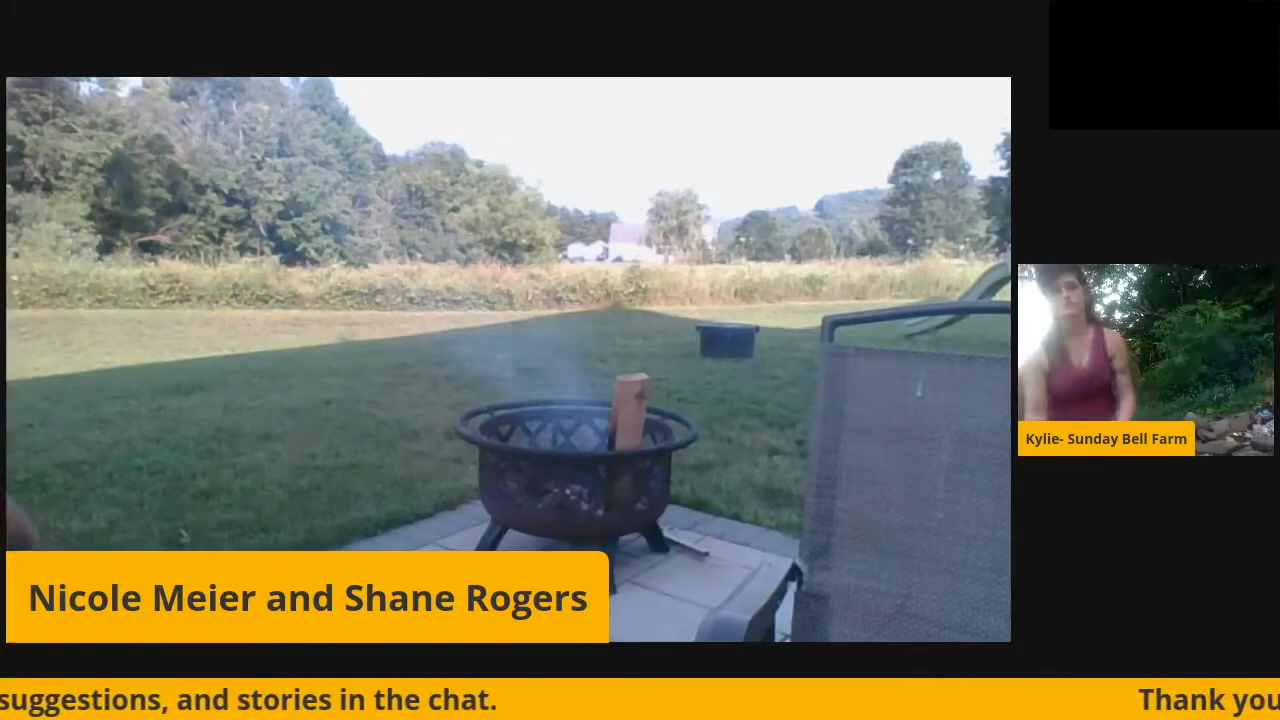 Kylie- Sunday Bell Farm
Nicole Meier and Shane Rogers
suggestions, and stories in the chat.
Thank you